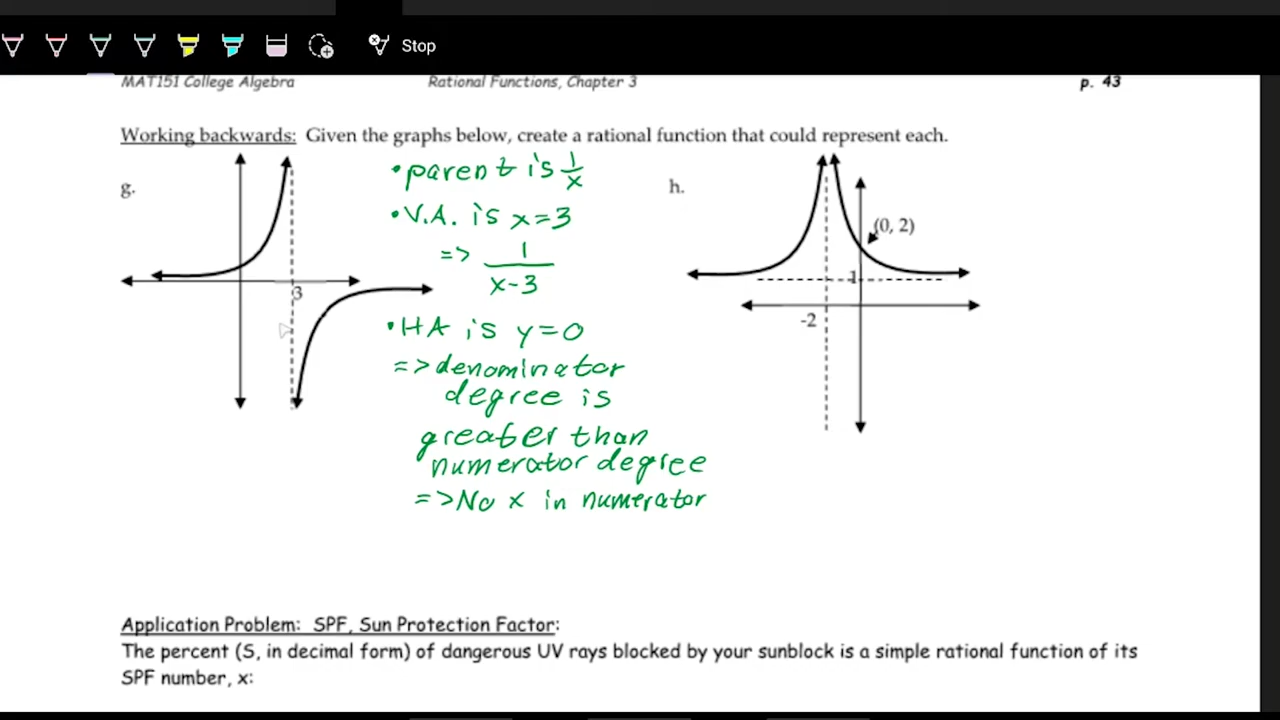 Stop
MAT151 College Algebra Rational Functions, Chapter 3 p. 43
Working backwards: Given the graphs below, create a rational function that could represent each.
g.
3
• parent is 1/x
• V.A. is x=3
=> 1/(x-3)
• HA is y=0
=> denominator
degree is
greater than
numerator degree
=> No x in numerator
h.
(0, 2)
1
-2
Application Problem: SPF, Sun Protection Factor:
The percent (S, in decimal form) of dangerous UV rays blocked by your sunblock is a simple rational function of its
SPF number, x: